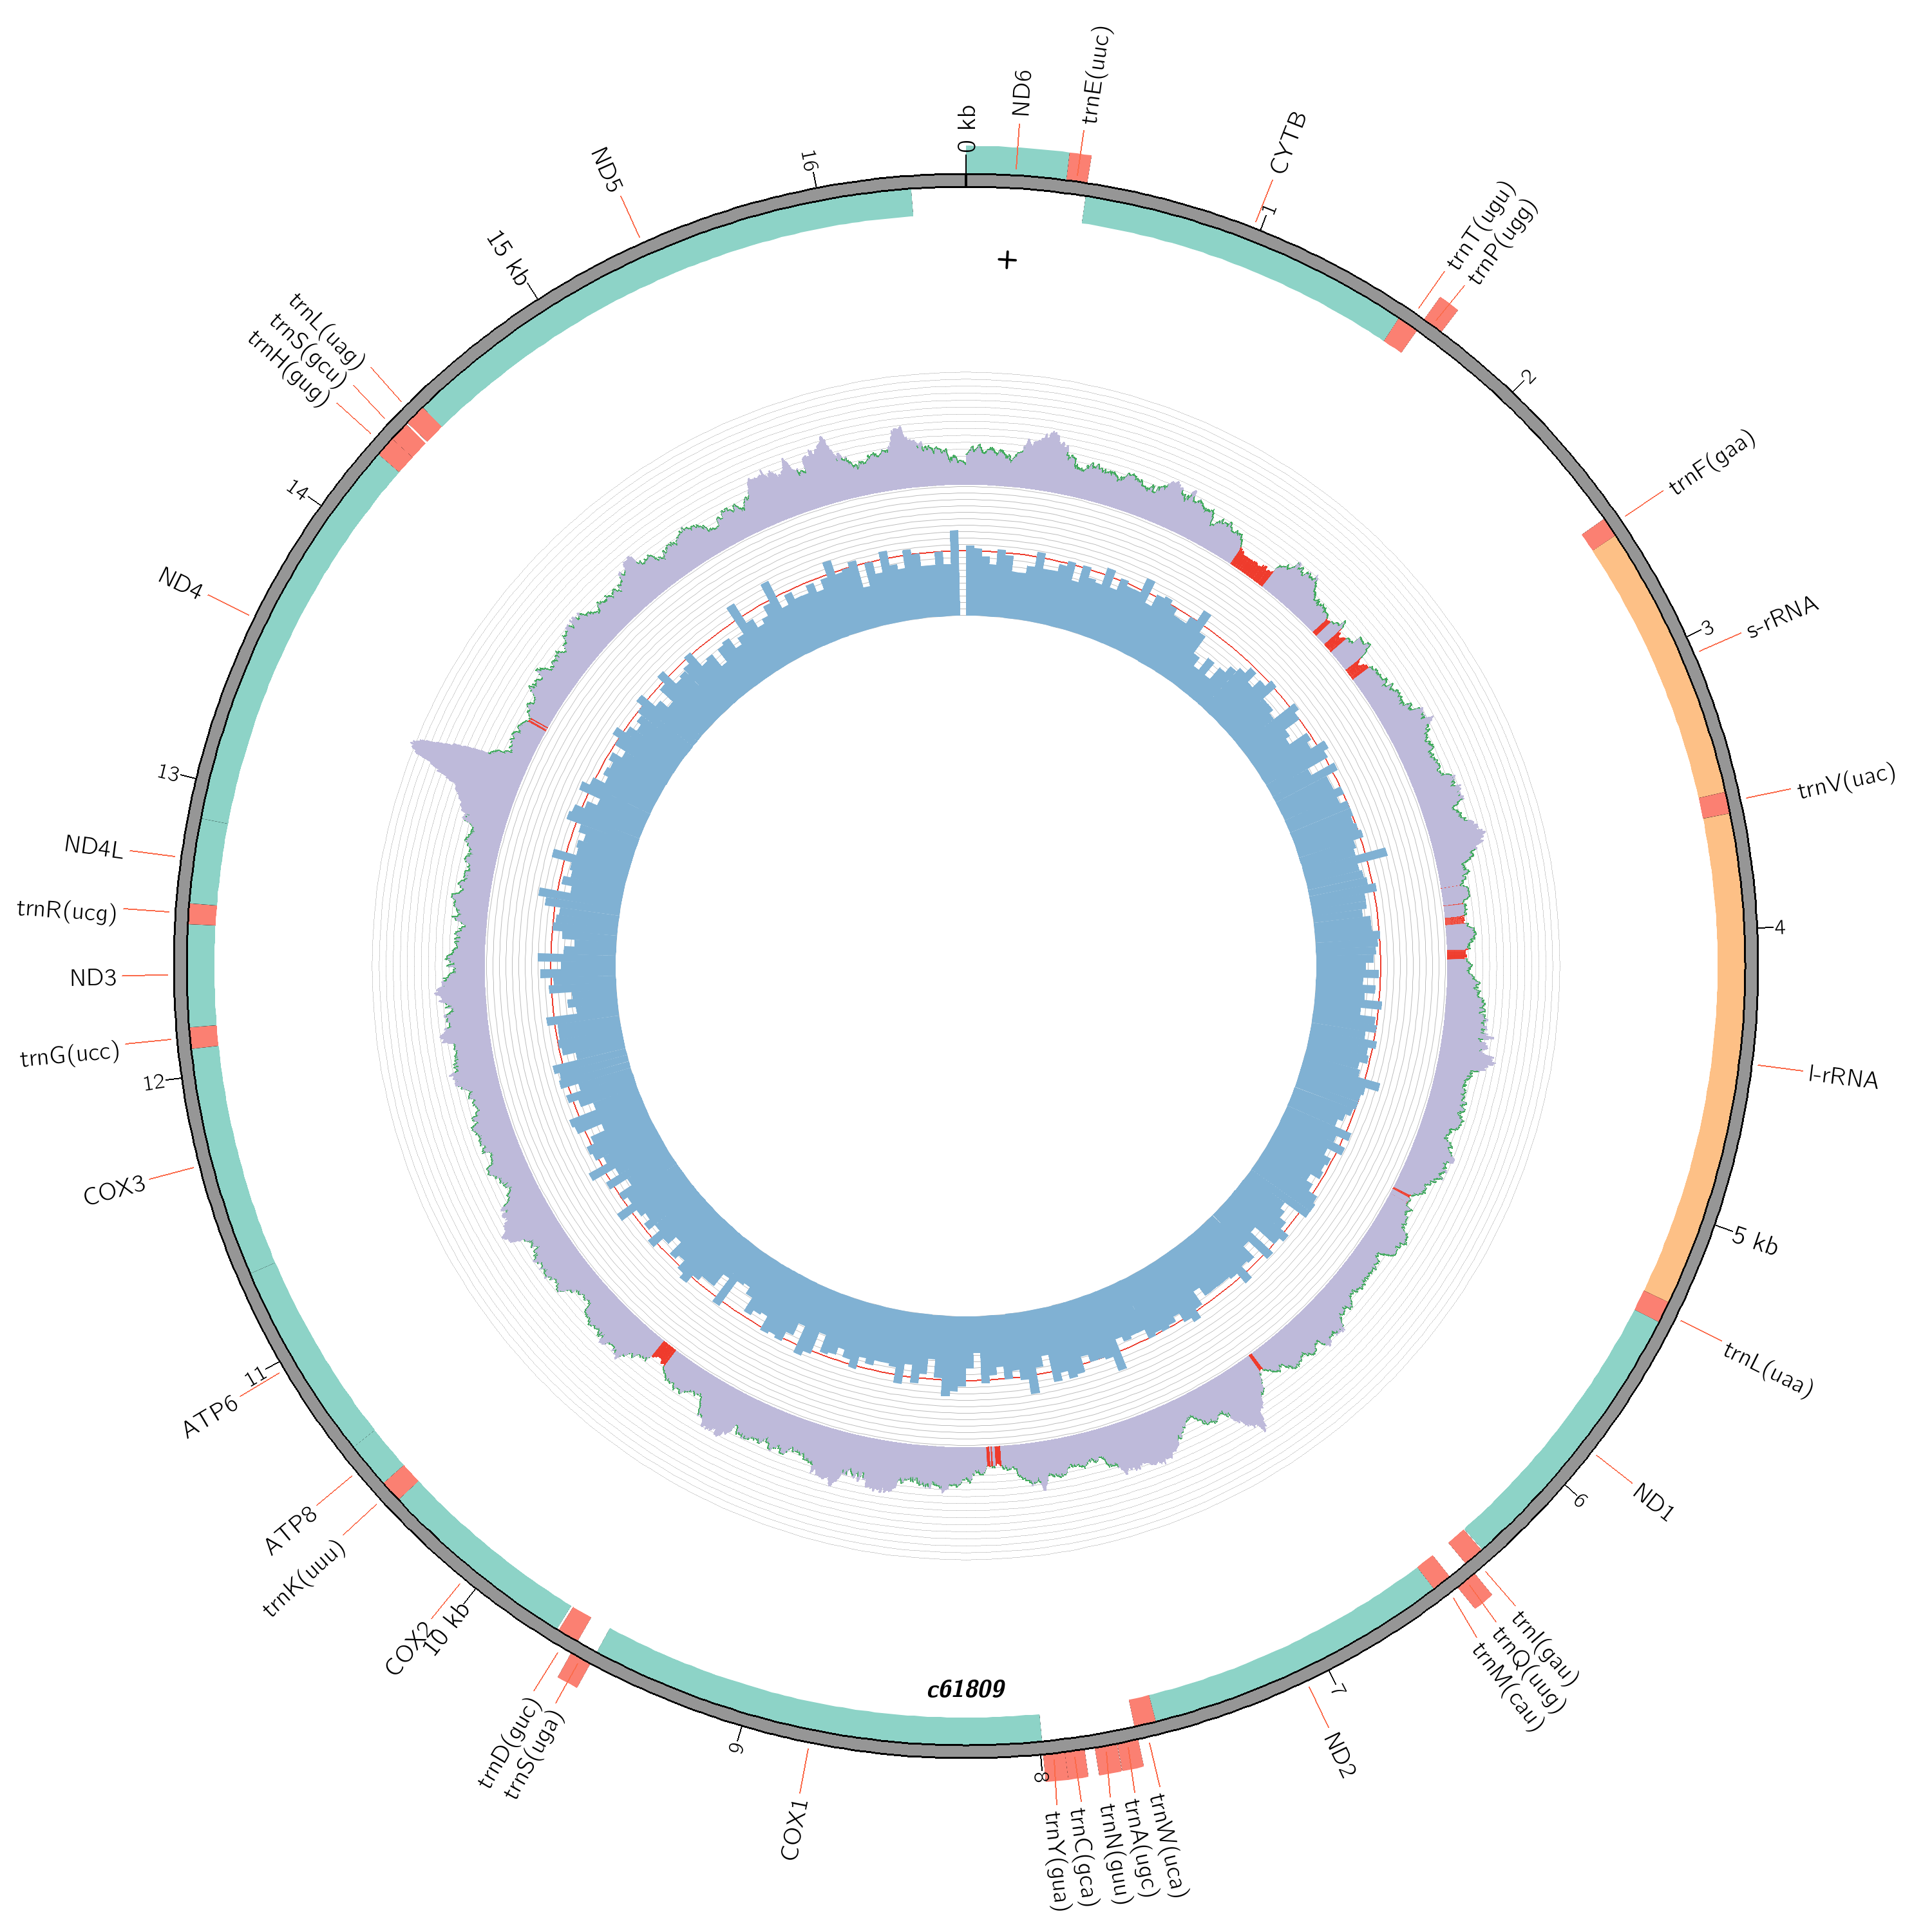 0 kb
ND6
trnE(uuc)
CYTB
1
trnT(ugu)
trnP(ugg)
2
trnF(gaa)
s-rRNA
3
trnV(uac)
4
l-rRNA
5 kb
trnL(uaa)
ND1
6
trnI(gau)
trnQ(uug)
trnM(cau)
7
ND2
trnW(uca)
trnA(ugc)
trnN(guu)
trnC(gca)
trnY(gua)
8
c61809
COX1
9
trnS(uga)
trnD(guc)
10 kb
COX2
trnK(uuu)
ATP8
ATP6
11
COX3
12
trnG(ucc)
ND3
trnR(ucg)
ND4L
13
ND4
14
trnH(gug)
trnS(gcu)
trnL(uag)
15 kb
ND5
16
+